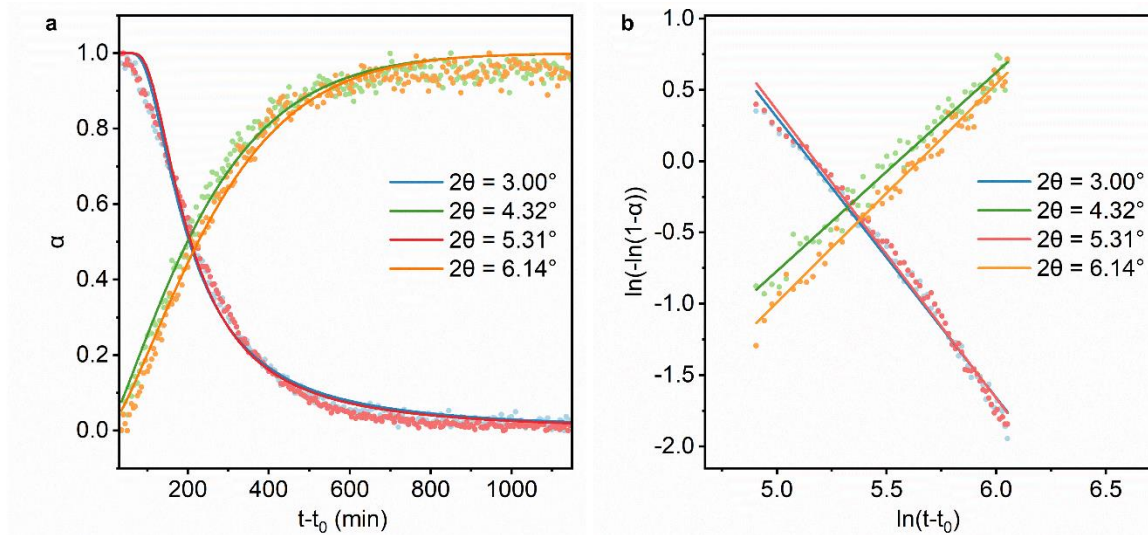 a
α
1.0
0.8
0.6
0.4
0.2
0.0
2θ = 3.00°
2θ = 4.32°
2θ = 5.31°
2θ = 6.14°
200 400 600 800 1000
t-t₀ (min)
b
ln(-ln(1-α))
1.0
0.5
0.0
-0.5
-1.0
-1.5
-2.0
2θ = 3.00°
2θ = 4.32°
2θ = 5.31°
2θ = 6.14°
5.0 5.5 6.0 6.5
ln(t-t₀)